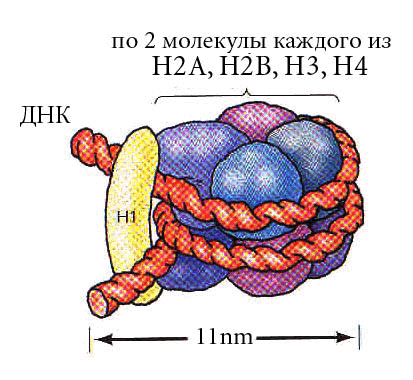 по 2 молекулы каждого из
H2A, H2B, H3, H4
ДНК
H1
11nm